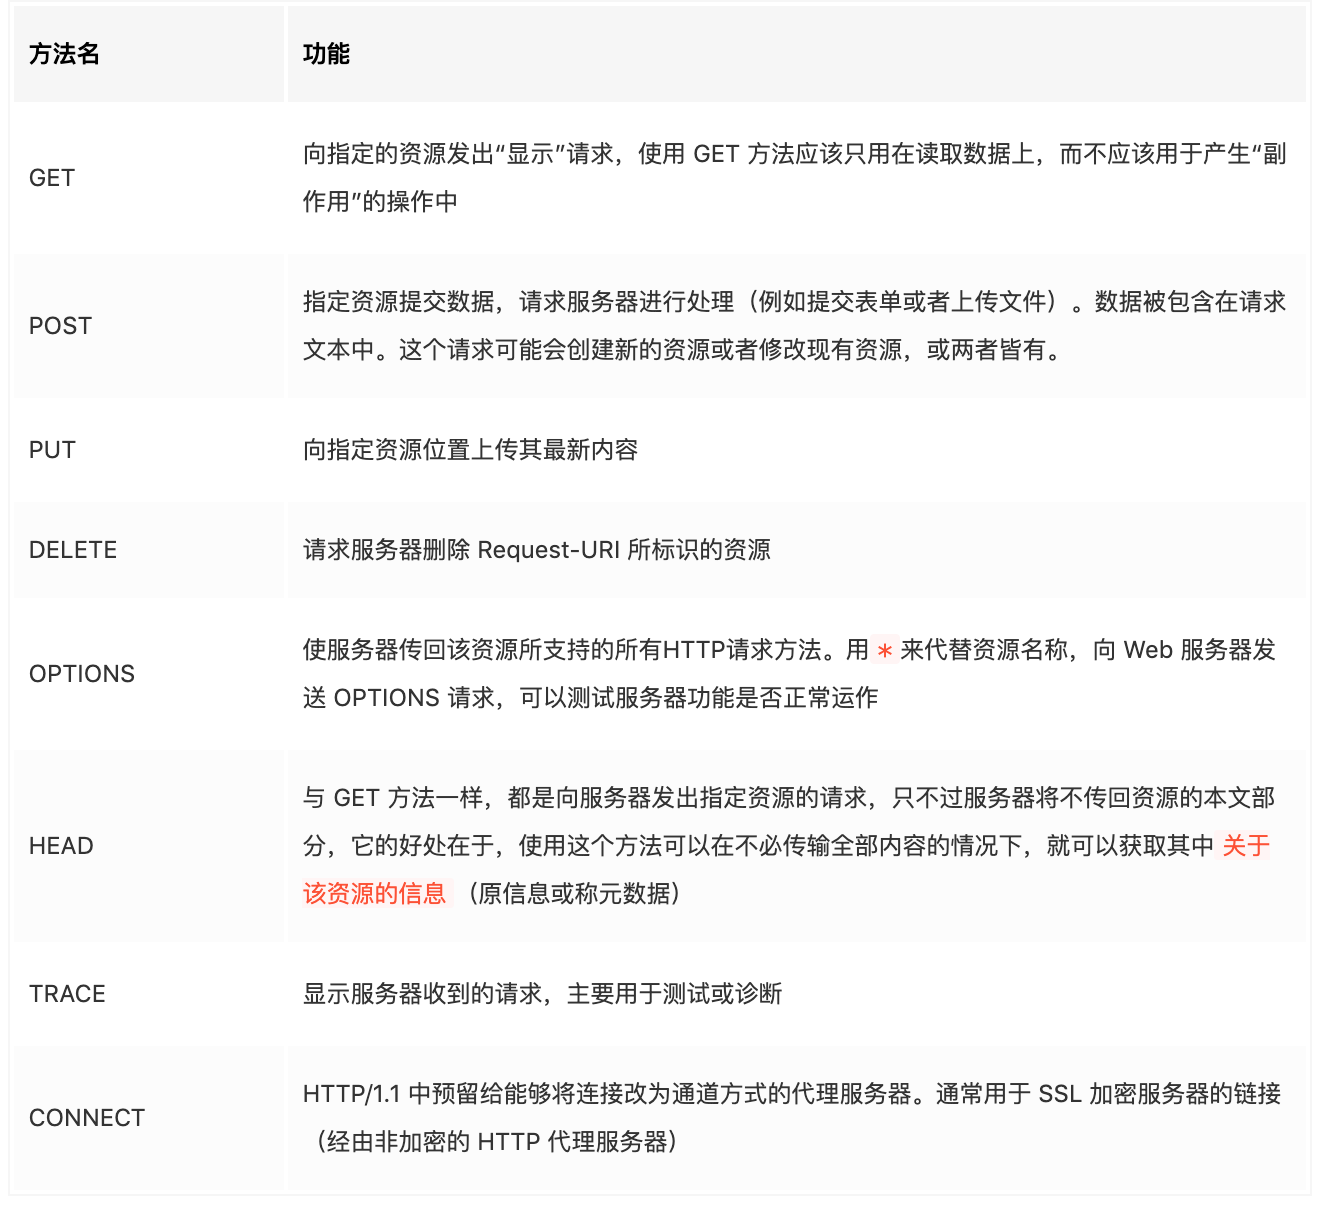 方法名 功能
GET
向指定的资源发出“显示”请求，使用 GET 方法应该只用在读取数据上，而不应该用于产生“副
作用”的操作中
POST
指定资源提交数据，请求服务器进行处理（例如提交表单或者上传文件）。数据被包含在请求
文本中。这个请求可能会创建新的资源或者修改现有资源，或两者皆有。
PUT 向指定资源位置上传其最新内容
DELETE 请求服务器删除 Request-URI 所标识的资源
OPTIONS
使服务器传回该资源所支持的所有HTTP请求方法。用 * 来代替资源名称，向 Web 服务器发
送 OPTIONS 请求，可以测试服务器功能是否正常运作
HEAD
与 GET 方法一样，都是向服务器发出指定资源的请求，只不过服务器将不传回资源的本文部
分，它的好处在于，使用这个方法可以在不必传输全部内容的情况下，就可以获取其中 关于
该资源的信息 （原信息或称元数据）
TRACE 显示服务器收到的请求，主要用于测试或诊断
CONNECT
HTTP/1.1 中预留给能够将连接改为通道方式的代理服务器。通常用于 SSL 加密服务器的链接
（经由非加密的 HTTP 代理服务器）